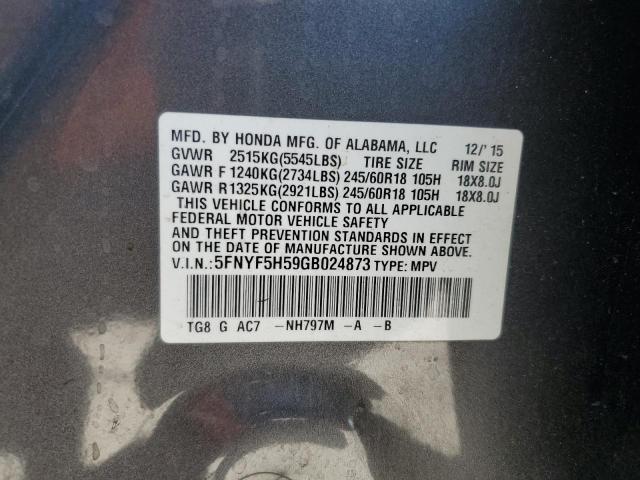 MFD. BY HONDA MFG. OF ALABAMA, LLC 12/'15
GVWR 2515KG(5545LBS) TIRE SIZE RIM SIZE
GAWR F 1240KG(2734LBS) 245/60R18 105H 18X8.0J
GAWR R 1325KG(2921LBS) 245/60R18 105H 18X8.0J
THIS VEHICLE CONFORMS TO ALL APPLICABLE
FEDERAL MOTOR VEHICLE SAFETY
AND THEFT PREVENTION STANDARDS IN EFFECT
ON THE DATE OF MANUFACTURE SHOWN ABOVE.
V.I.N.: 5FNYF5H59GB024873 TYPE: MPV
TG8 G AC7 -NH797M -A -B